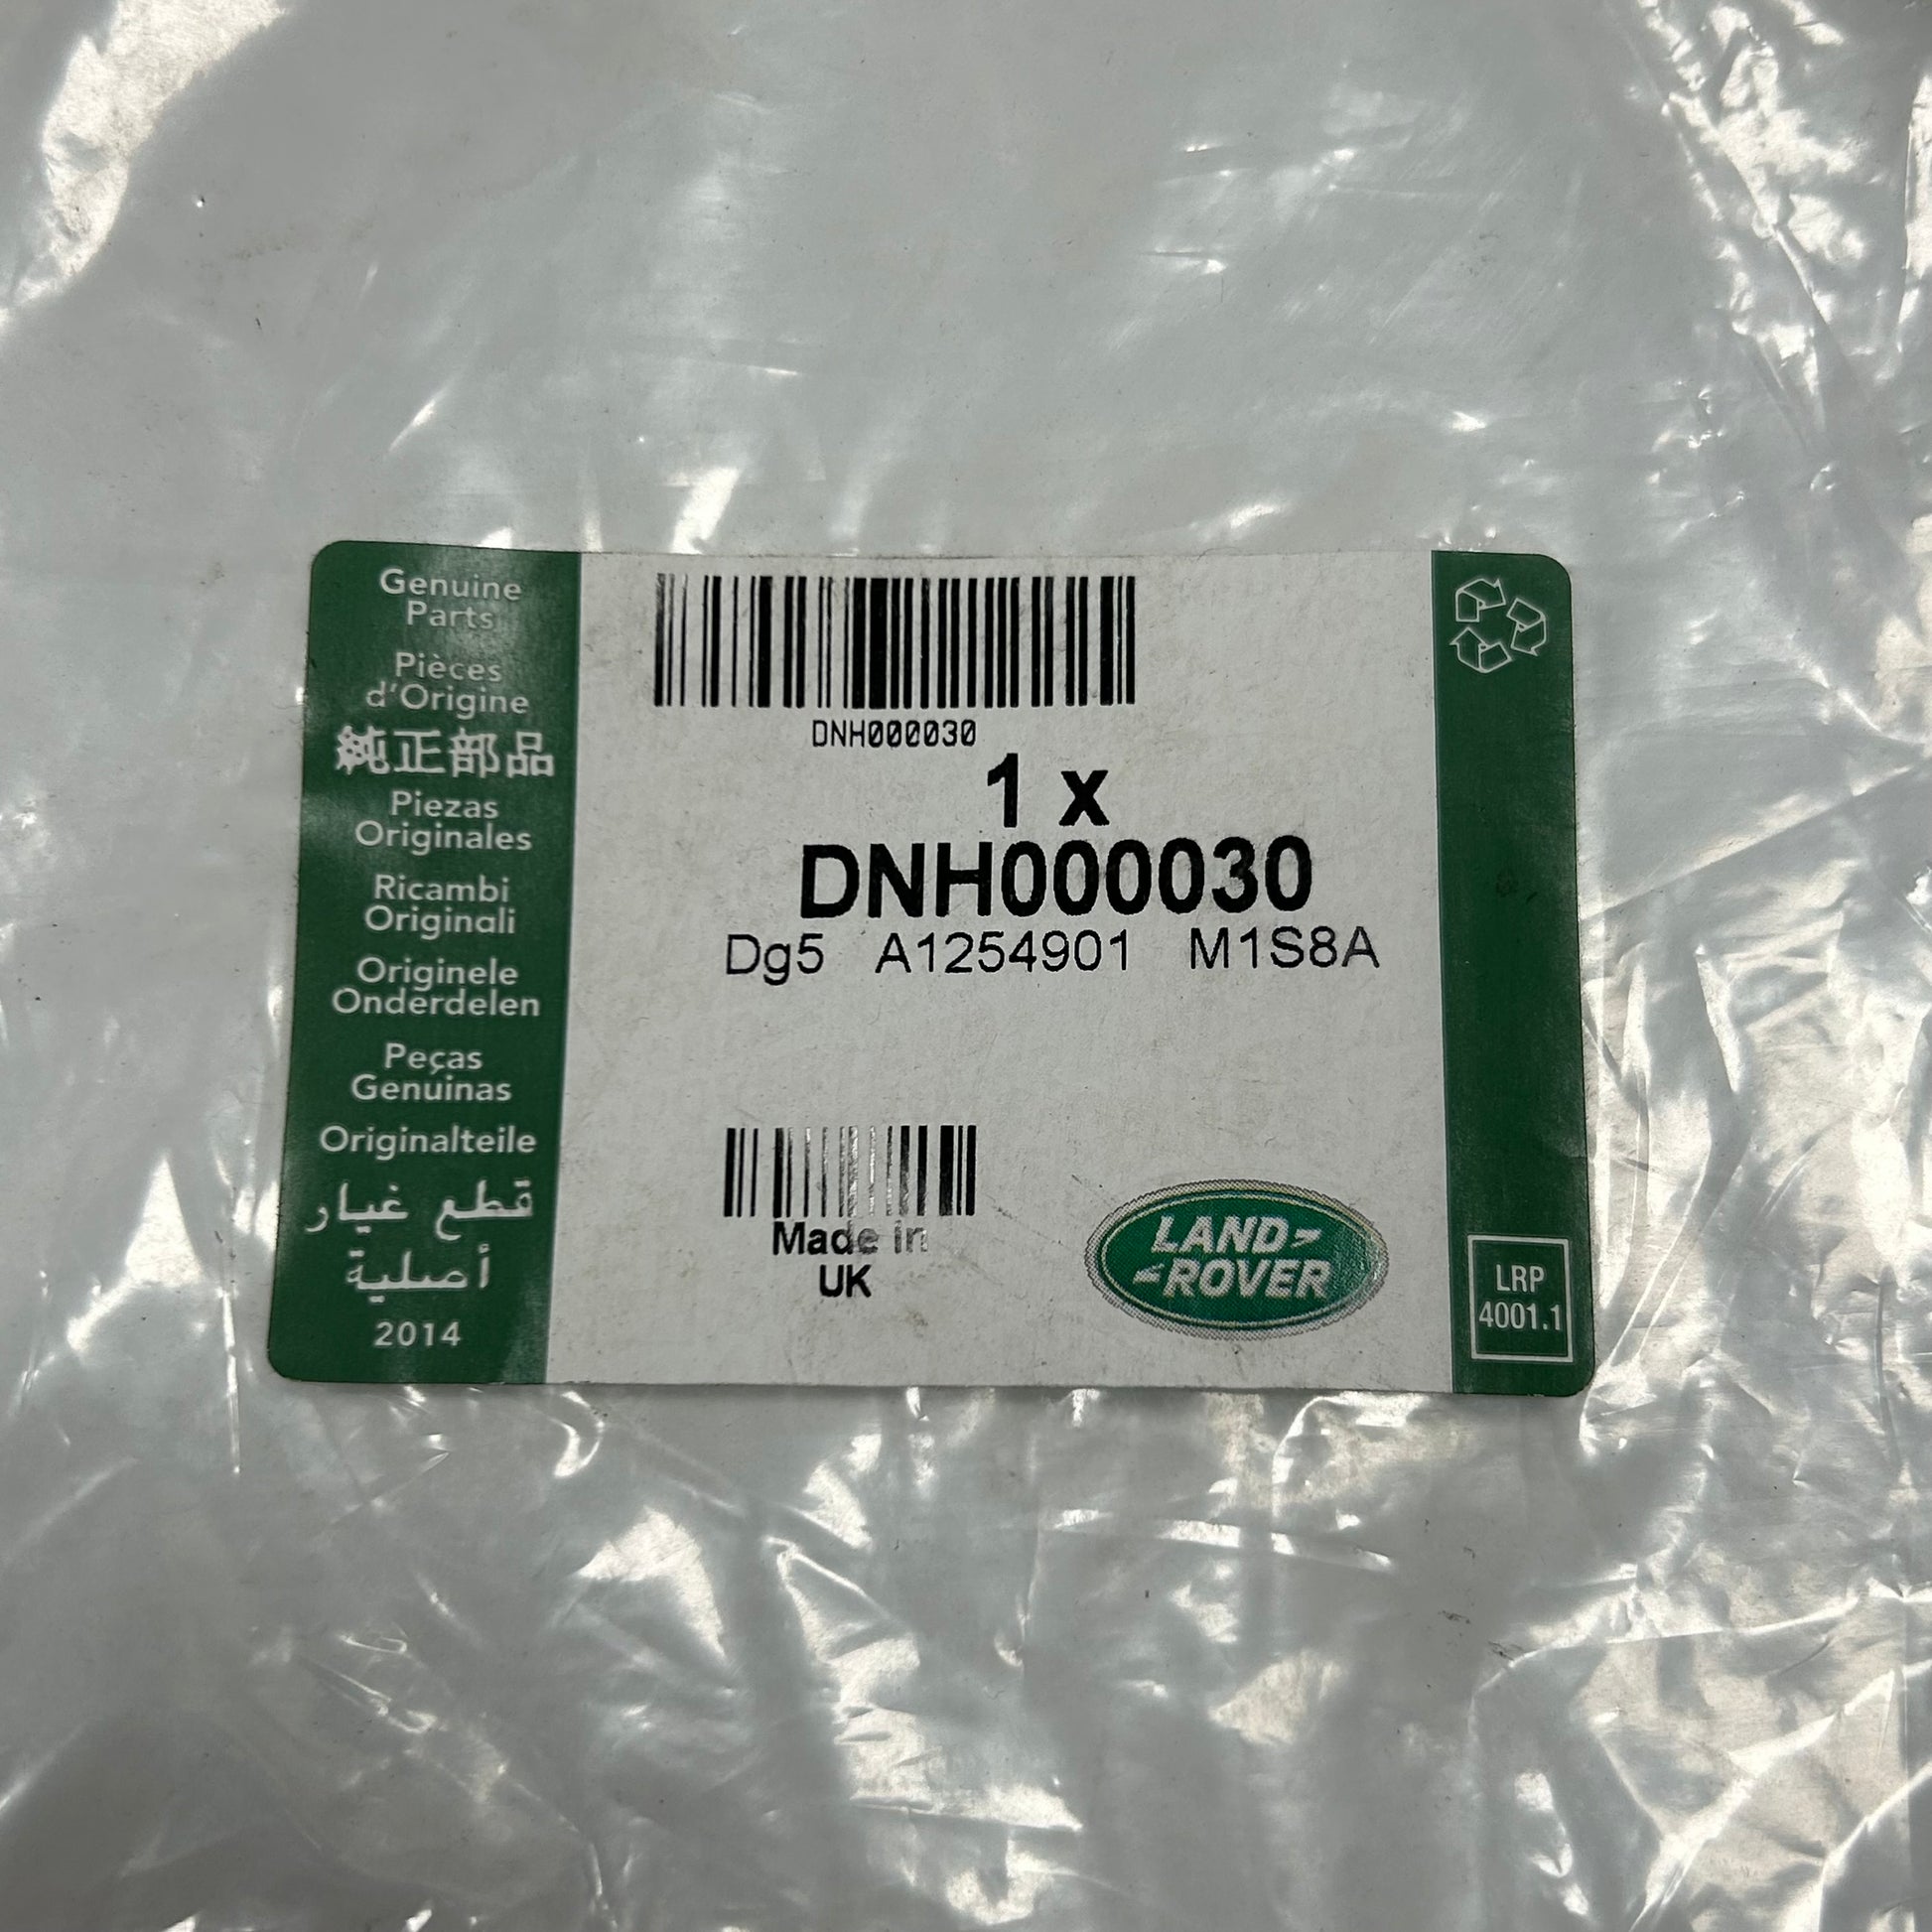 Genuine
Parts
Pièces
d'Origine
純正部品
Piezas
Originales
Ricambi
Originali
Originele
Onderdelen
Peças
Genuinas
Originalteile
قطع غيار
أصلية
2014
DNH000030
1 x
DNH000030
Dg5 A1254901 M1S8A
Made in
UK
LAND-
-ROVER
LRP
4001.1